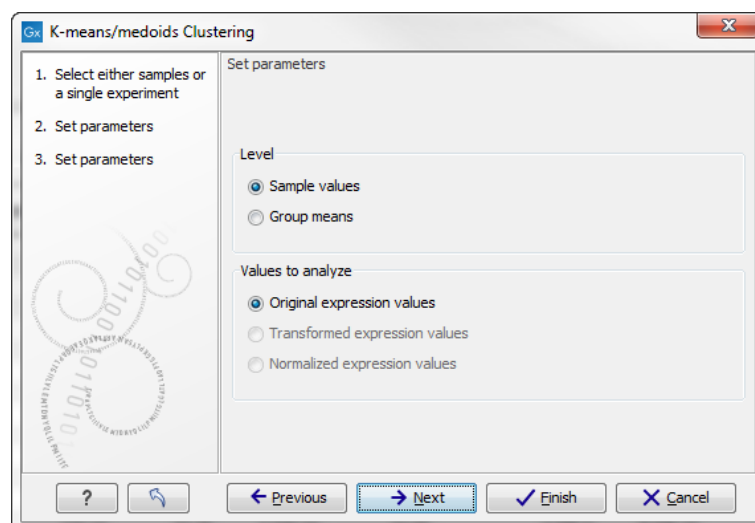 Gx K-means/medoids Clustering
X
1. Select either samples or
a single experiment
2. Set parameters
3. Set parameters
Set parameters
Level
Sample values
Group means
Values to analyze
Original expression values
Transformed expression values
Normalized expression values
?
Previous
Next
Finish
Cancel